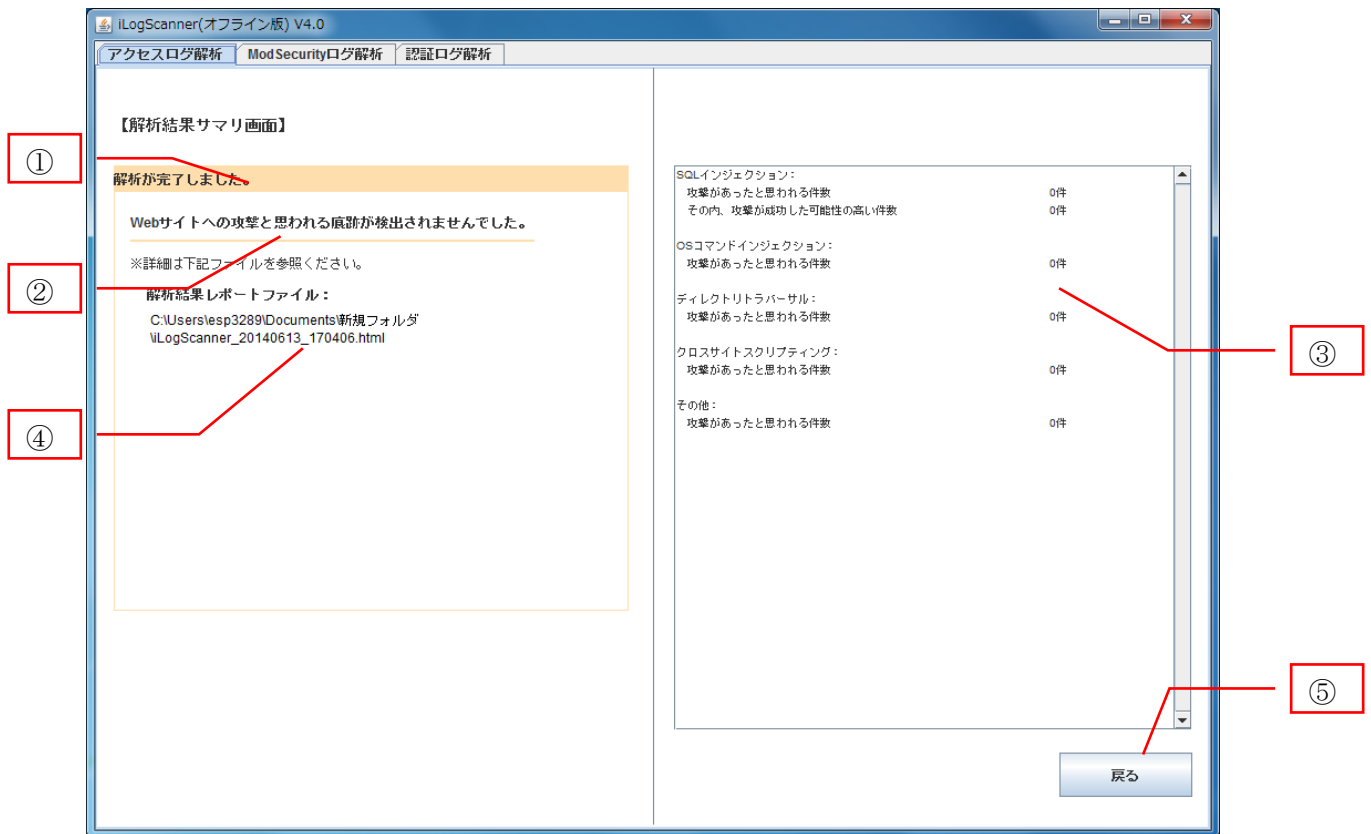 iLogScanner(オフライン版) V4.0
アクセスログ解析 ModSecurityログ解析 認証ログ解析
【解析結果サマリ画面】
①
解析が完了しました。
Webサイトへの攻撃と思われる痕跡が検出されませんでした。
※詳細は下記ファイルを参照ください。
②
解析結果レポートファイル：
C:\Users\esp3289\Documents\新規フォルダ
\iLogScanner_20140613_170406.html
④
SQLインジェクション：
攻撃があったと思われる件数 0件
その内、攻撃が成功した可能性の高い件数 0件
OSコマンドインジェクション：
攻撃があったと思われる件数 0件
ディレクトリトラバーサル：
攻撃があったと思われる件数 0件
③
クロスサイトスクリプティング：
攻撃があったと思われる件数 0件
その他：
攻撃があったと思われる件数 0件
⑤
戻る